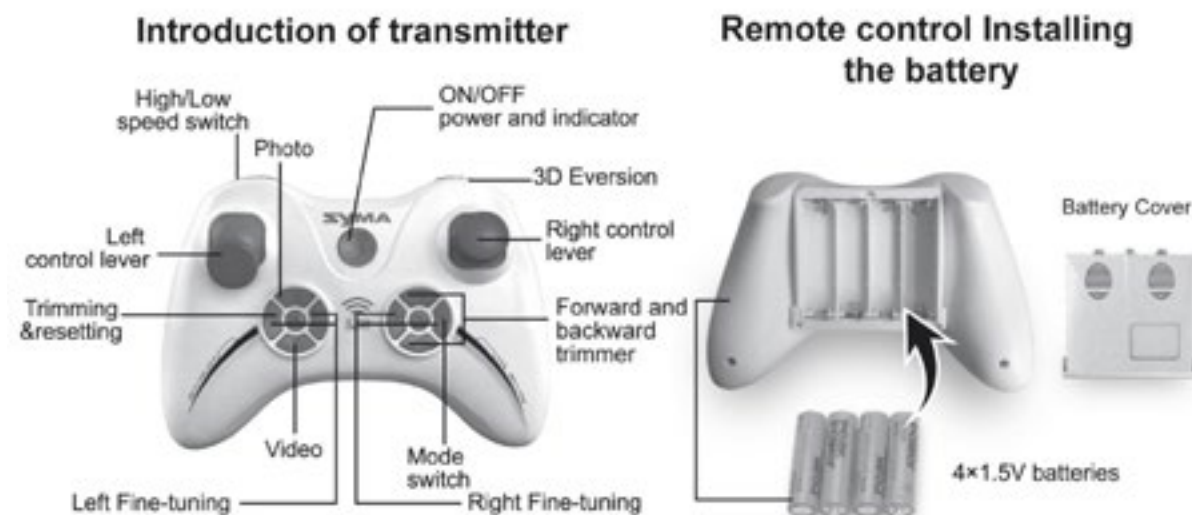 Introduction of transmitter
High/Low
speed switch
Photo
ON/OFF
power and indicator
3D Eversion
SYMA
Left
control lever
Right control
lever
Trimming
&resetting
Forward and
backward
trimmer
Video
Mode
switch
Left Fine-tuning
Right Fine-tuning
Remote control Installing
the battery
Battery Cover
4×1.5V batteries